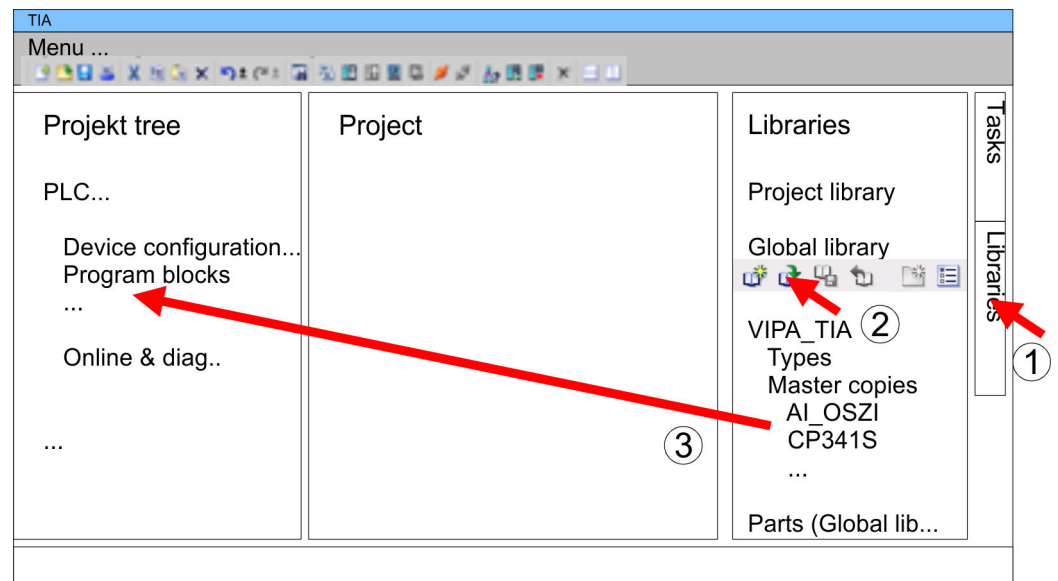 TIA
Menu ...
Projekt tree
PLC...
Device configuration...
Program blocks
...
Online & diag..
...
Project
③
Libraries
Project library
Global library
②
VIPA_TIA
Types
Master copies
AI_OSZI
CP341S
...
Parts (Global lib...
Tasks
Libraries
①